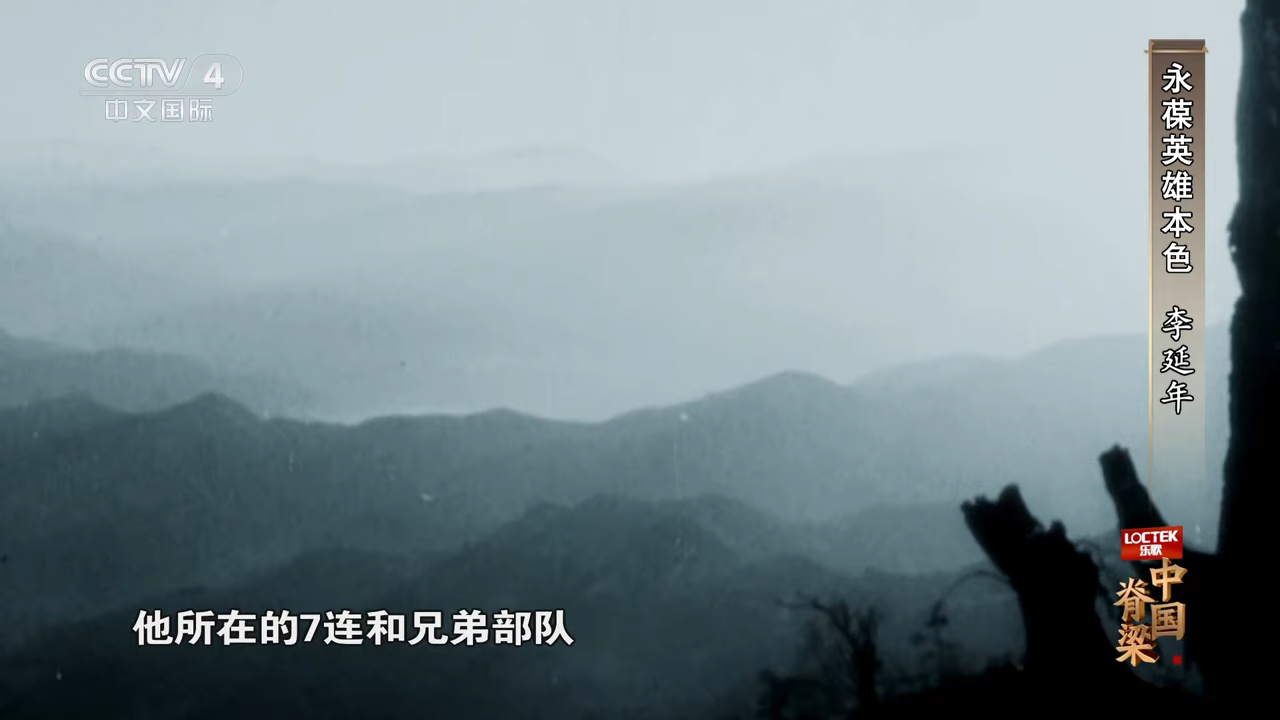 CCTV 4
中文国际
永葆英雄本色 李延年
LOCTEK
乐歌
中国
脊梁
他所在的7连和兄弟部队